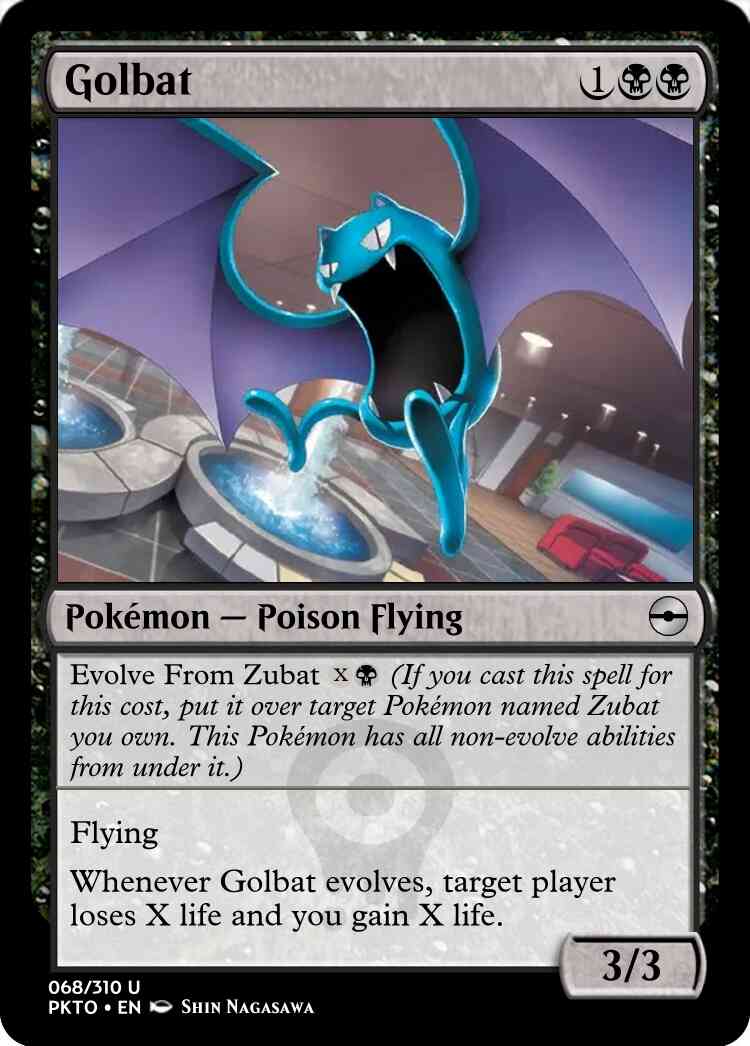 Golbat 1
Pokémon — Poison Flying
Evolve From Zubat X (If you cast this spell for
this cost, put it over target Pokémon named Zubat
you own. This Pokémon has all non-evolve abilities
from under it.)
Flying
Whenever Golbat evolves, target player
loses X life and you gain X life.
3/3
068/310 U
PKTO • EN SHIN NAGASAWA